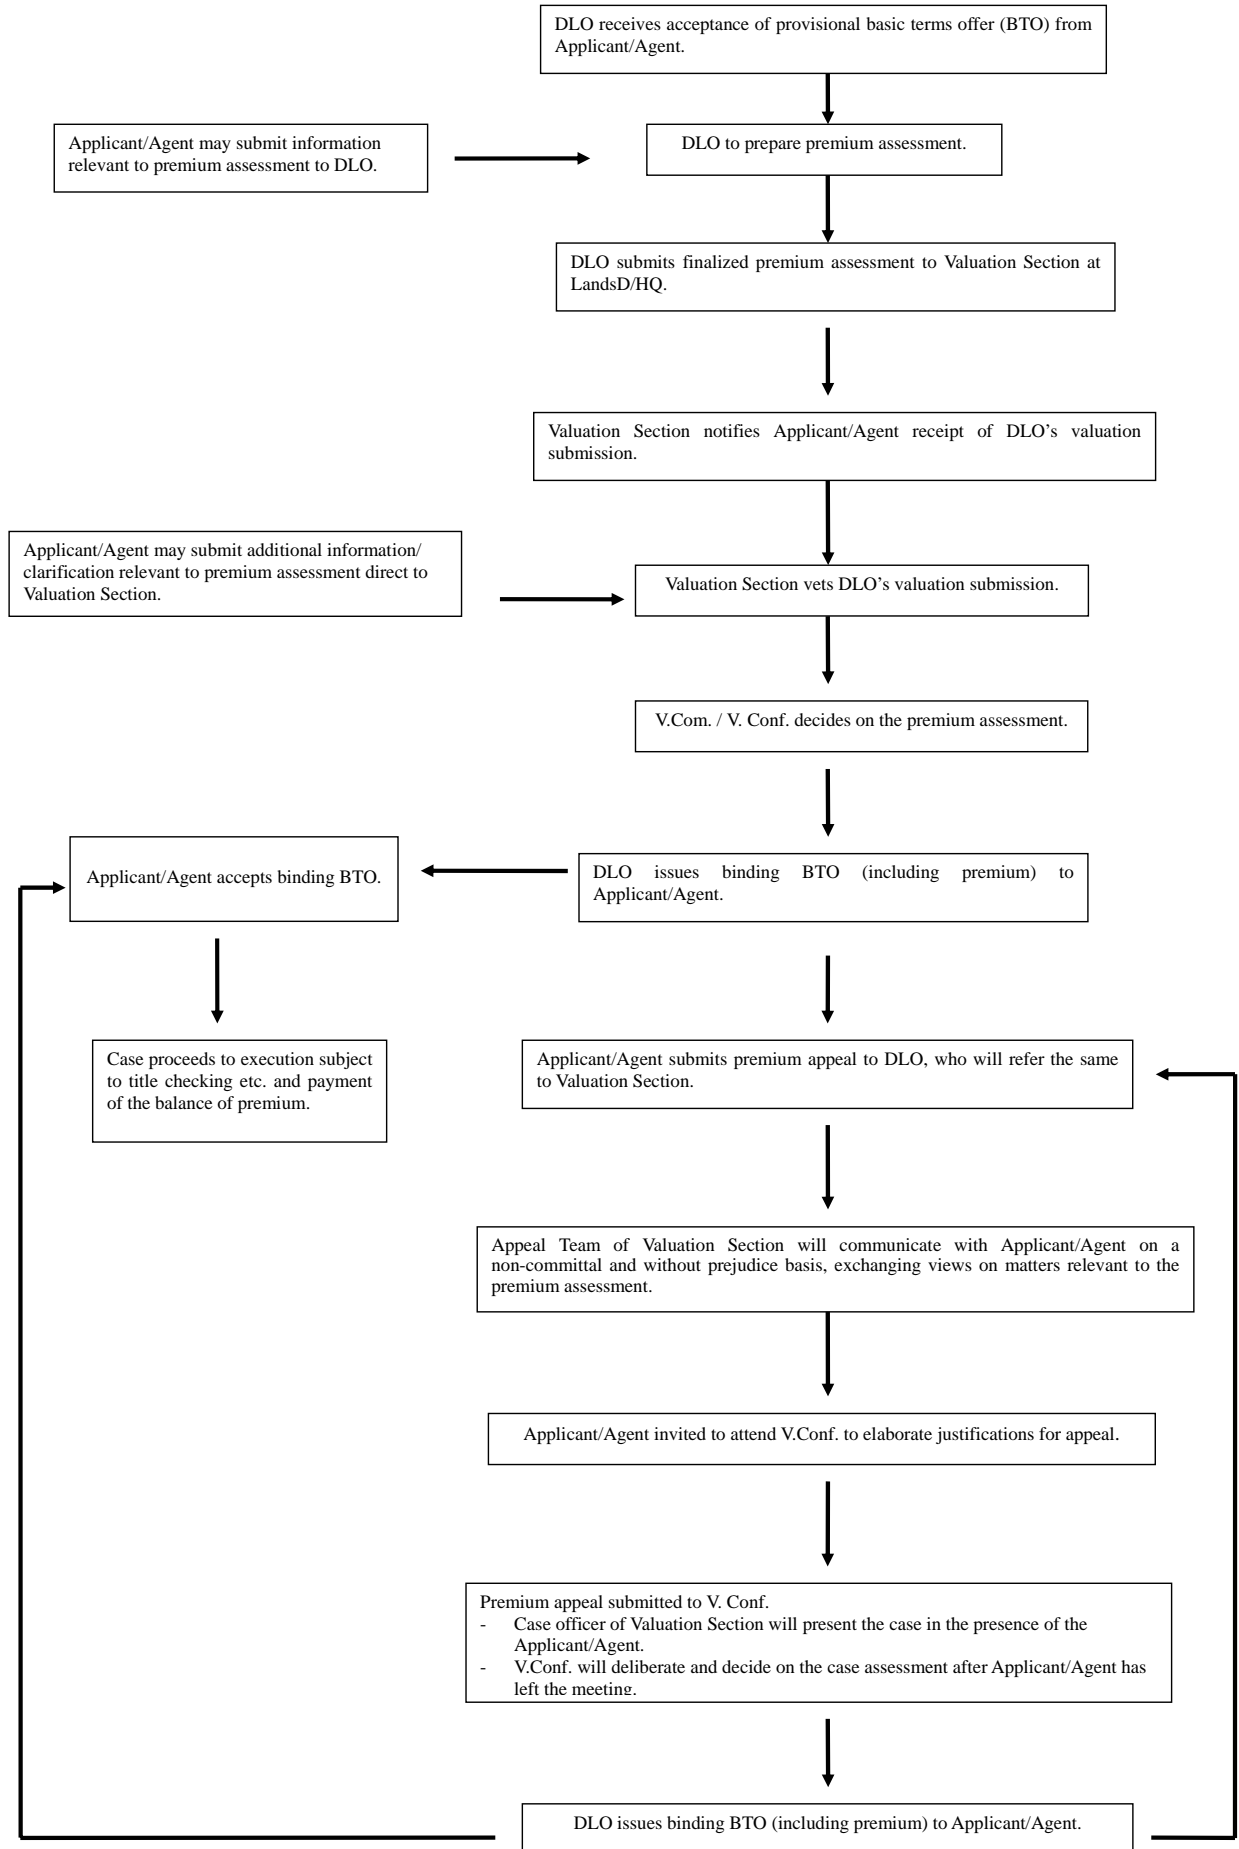 DLO receives acceptance of provisional basic terms offer (BTO) from
Applicant/Agent.
Applicant/Agent may submit information
relevant to premium assessment to DLO.
DLO to prepare premium assessment.
DLO submits finalized premium assessment to Valuation Section at
LandsD/HQ.
Valuation Section notifies Applicant/Agent receipt of DLO's valuation
submission.
Applicant/Agent may submit additional information/
clarification relevant to premium assessment direct to
Valuation Section.
Valuation Section vets DLO's valuation submission.
V.Com. / V. Conf. decides on the premium assessment.
Applicant/Agent accepts binding BTO.
DLO issues binding BTO (including premium) to
Applicant/Agent.
Case proceeds to execution subject
to title checking etc. and payment
of the balance of premium.
Applicant/Agent submits premium appeal to DLO, who will refer the same
to Valuation Section.
Appeal Team of Valuation Section will communicate with Applicant/Agent on a
non-committal and without prejudice basis, exchanging views on matters relevant to the
premium assessment.
Applicant/Agent invited to attend V.Conf. to elaborate justifications for appeal.
Premium appeal submitted to V. Conf.
- Case officer of Valuation Section will present the case in the presence of the
Applicant/Agent.
- V.Conf. will deliberate and decide on the case assessment after Applicant/Agent has
left the meeting.
DLO issues binding BTO (including premium) to Applicant/Agent.